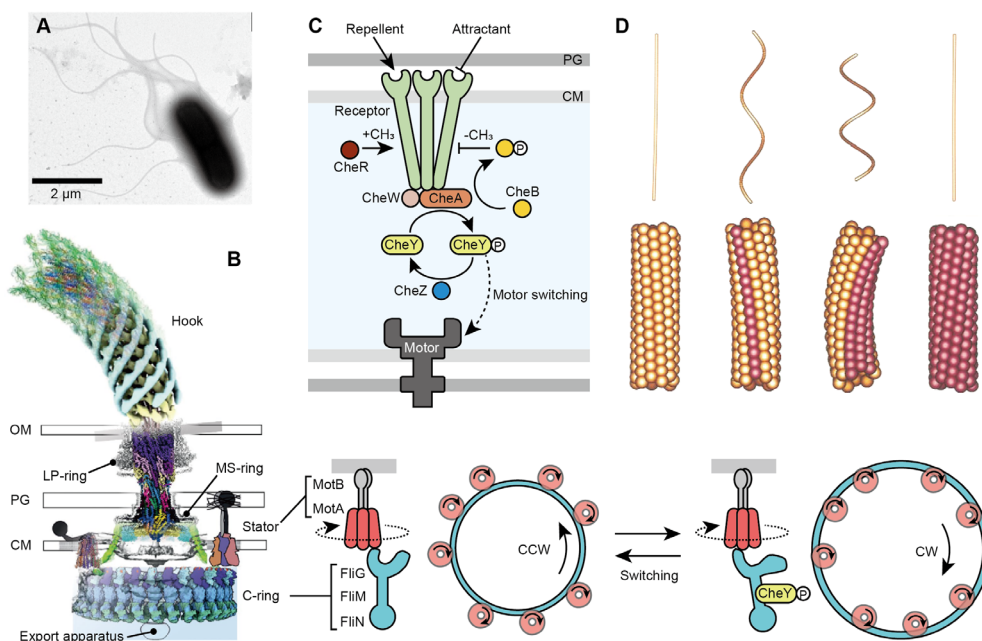 A
2 µm
B
Hook
OM
LP-ring
MS-ring
PG
CM
C-ring
Export apparatus
Stator
MotB
MotA
FliG
FliM
FliN
CCW
Switching
CheY P
CW
C
Repellent
Attractant
PG
CM
Receptor
+CH₃
-CH₃
P
CheR
CheB
CheW
CheA
CheY
CheY P
CheZ
Motor switching
Motor
D